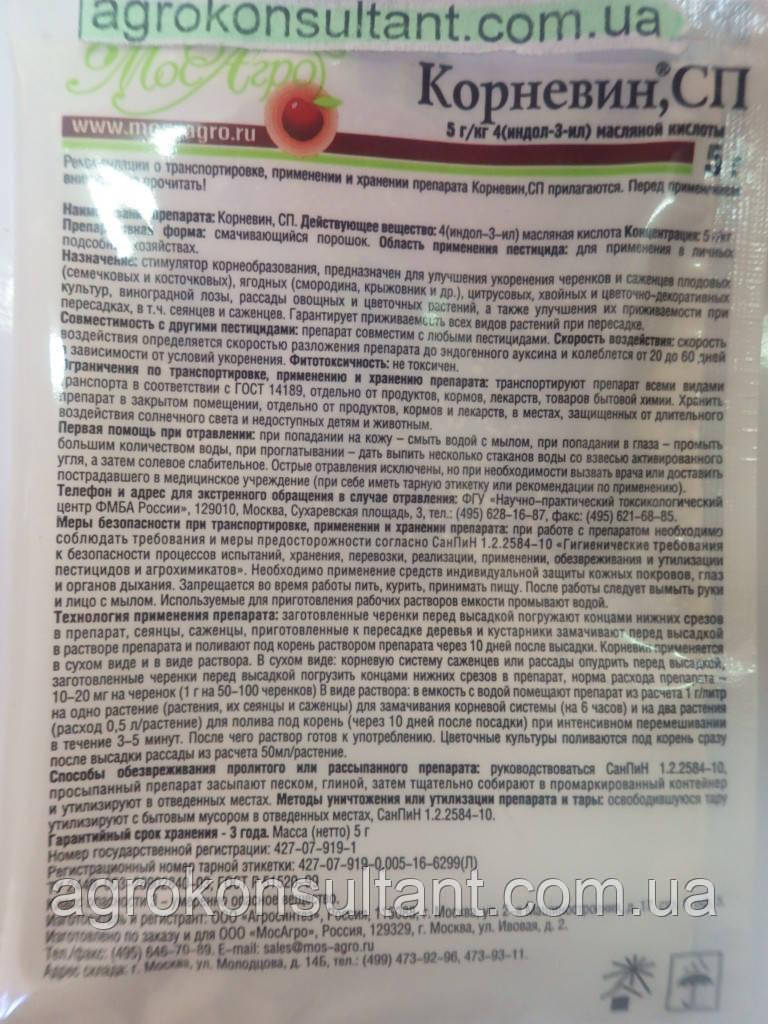 agrokonsultant.com.ua
МосАгро
Корневин®,СП
www.mos-agro.ru
5 г/кг 4(индол-3-ил) масляной кислоты
5 г
Рекомендации о транспортировке, применении и хранении препарата Корневин,СП прилагаются. Перед применением
внимательно прочитать!
Наименование препарата: Корневин, СП. Действующее вещество: 4(индол-3-ил) масляная кислота Концентрация: 5 г/кг
Препаративная форма: смачивающийся порошок. Область применения пестицида: для применения в личных
подсобных хозяйствах.
Назначение: стимулятор корнеобразования, предназначен для улучшения укоренения черенков и саженцев плодовых
(семечковых и косточковых), ягодных (смородина, крыжовник и др.), цитрусовых, хвойных и цветочно-декоративных
культур, виноградной лозы, рассады овощных и цветочных растений, а также улучшения их приживаемости при
пересадках, в т.ч. сеянцев и саженцев. Гарантирует приживаемость всех видов растений при пересадке.
Совместимость с другими пестицидами: препарат совместим с любыми пестицидами. Скорость воздействия: скорость
воздействия определяется скоростью разложения препарата до эндогенного ауксина и колеблется от 20 до 60 дней
в зависимости от условий укоренения. Фитотоксичность: не токсичен.
Ограничения по транспортировке, применению и хранению препарата: транспортируют препарат всеми видами
транспорта в соответствии с ГОСТ 14189, отдельно от продуктов, кормов, лекарств, товаров бытовой химии. Хранить
препарат в закрытом помещении, отдельно от продуктов, кормов и лекарств, в местах, защищенных от длительного
воздействия солнечного света и недоступных детям и животным.
Первая помощь при отравлении: при попадании на кожу – смыть водой с мылом, при попадании в глаза – промыть
большим количеством воды, при проглатывании – дать выпить несколько стаканов воды со взвесью активированного
угля, а затем солевое слабительное. Острые отравления исключены, но при необходимости вызвать врача или доставить
пострадавшего в медицинское учреждение (при себе иметь тарную этикетку или рекомендации по применению).
Телефон и адрес для экстренного обращения в случае отравления: ФГУ «Научно-практический токсикологический
центр ФМБА России», 129010, Москва, Сухаревская площадь, 3, тел.: (495) 628-16-87, факс: (495) 621-68-85.
Меры безопасности при транспортировке, применении и хранении препарата: при работе с препаратом необходимо
соблюдать требования и меры предосторожности согласно СанПиН 1.2.2584-10 «Гигиенические требования
к безопасности процессов испытаний, хранения, перевозки, реализации, применении, обезвреживания и утилизации
пестицидов и агрохимикатов». Необходимо применение средств индивидуальной защиты кожных покровов, глаз
и органов дыхания. Запрещается во время работы пить, курить, принимать пищу. После работы следует вымыть руки
и лицо с мылом. Используемые для приготовления рабочих растворов емкости промывают водой.
Технология применения препарата: заготовленные черенки перед высадкой погружают концами нижних срезов
в препарат, сеянцы, саженцы, приготовленные к пересадке деревья и кустарники замачивают перед высадкой
в растворе препарата и поливают под корень раствором препарата через 10 дней после высадки. Корневин применяется
в сухом виде и в виде раствора. В сухом виде: корневую систему саженцев или рассады опудрить перед высадкой,
заготовленные черенки перед высадкой погрузить концами нижних срезов в препарат, норма расхода препарата –
10–20 мг на черенок (1 г на 50-100 черенков) В виде раствора: в емкость с водой помещают препарат из расчета 1 г/литр
на одно растение (растения, их сеянцы и саженцы) для замачивания корневой системы (на 6 часов) и на два растения
(расход 0,5 л/растение) для полива под корень (через 10 дней после посадки) при интенсивном перемешивании
в течение 3–5 минут. После чего раствор готов к употреблению. Цветочные культуры поливаются под корень сразу
после высадки рассады из расчета 50мл/растение.
Способы обезвреживания пролитого или рассыпанного препарата: руководствоваться СанПиН 1.2.2584-10,
просыпанный препарат засыпают песком, глиной, затем тщательно собирают в промаркированный контейнер
и утилизируют в отведенных местах. Методы уничтожения или утилизации препарата и тары: освободившуюся тару
утилизируют с бытовым мусором в отведенных местах, СанПиН 1.2.2584-10.
Гарантийный срок хранения - 3 года. Масса (нетто) 5 г
Номер государственной регистрации: 427-07-919-1
Регистрационный номер тарной этикетки: 427-07-919-0.005-16-6299(Л)
ГОСТ Р 51520-99
agrokonsultant.com.ua
опасное вещество.
регистрант: ООО «Агросинтез», Россия,
Изготовлено по заказу и для ООО «МосАгро», Россия, 129329, г. Москва, ул. Кольская
Тел./факс: (495) 646-70-89. E-mail: sales@mos-agro.ru
Адрес склада: г. Москва, ул. Молодцова, д. 14Б, тел.: (499) 473-92-96, 473-93-11.